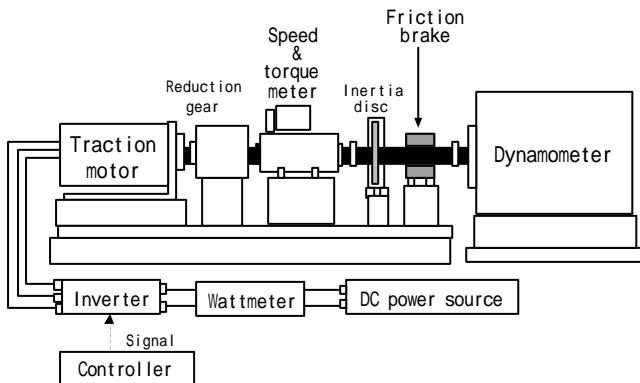 Friction
brake
Speed
&
torque
meter
Reduction
gear
Inertia
disc
Traction
motor
Dynamometer
Inverter
Wattmeter
DC power source
Signal
Controller